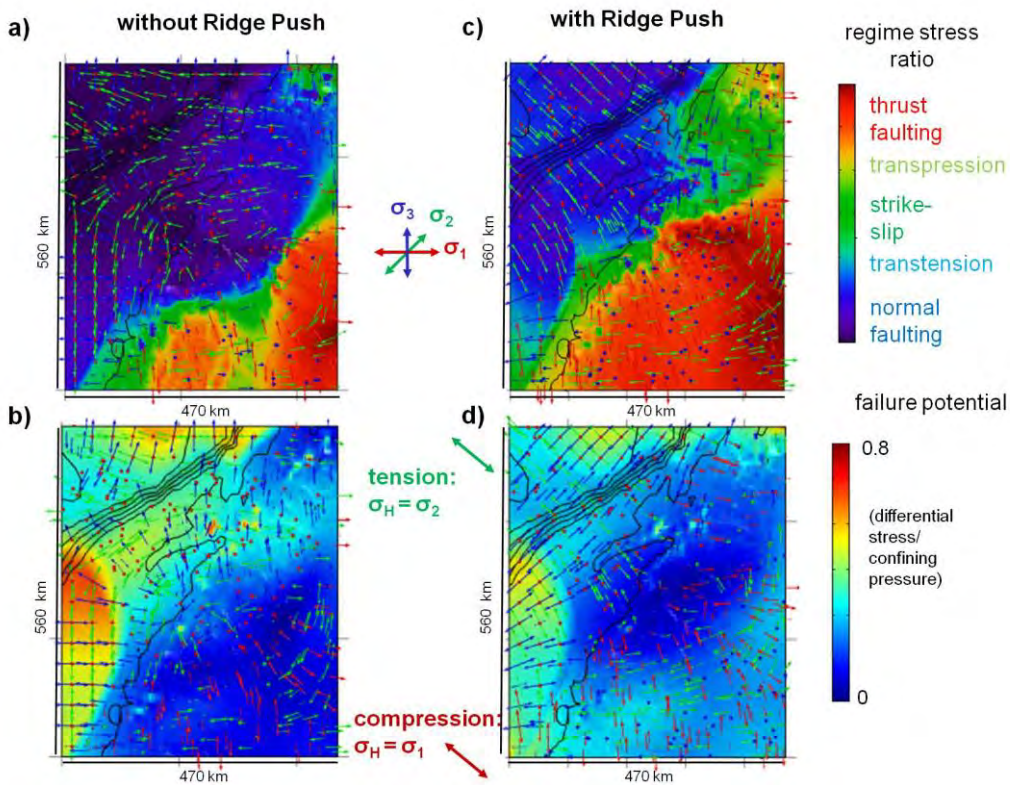 without Ridge Push
with Ridge Push
a)
c)
regime stress
ratio
thrust
faulting
transpression
strike-
slip
transtension
normal
faulting
560 km
σ3
σ2
σ1
560 km
470 km
470 km
b)
d)
tension:
σH = σ2
failure potential
0.8
(differential
stress/
confining
pressure)
0
560 km
560 km
compression:
σH = σ1
470 km
470 km